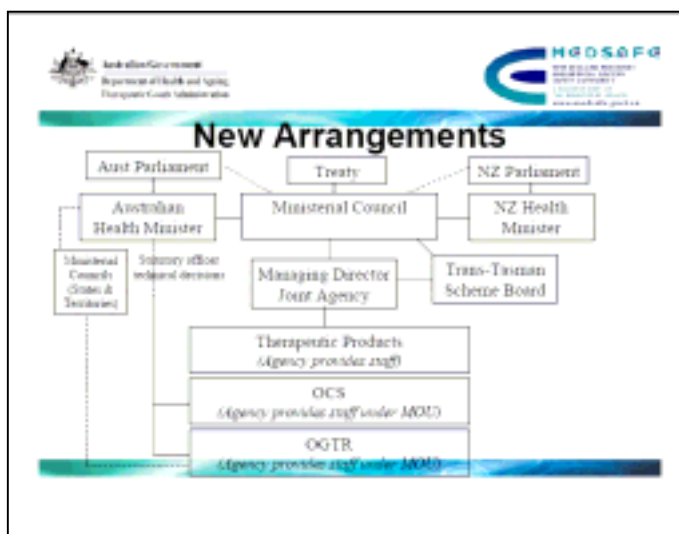 Australian Government
Department of Health and Ageing
Therapeutic Goods Administration
MEDSAFE
New Arrangements
Aust Parliament
Treaty
NZ Parliament
Australian
Health Minister
Ministerial Council
NZ Health
Minister
Ministerial
Councils
(States &
Territories)
Statutory officer
technical decisions
Managing Director
Joint Agency
Trans-Tasman
Scheme Board
Therapeutic Products
(Agency provides staff)
OCS
(Agency provides staff under MOU)
OGTR
(Agency provides staff under MOU)